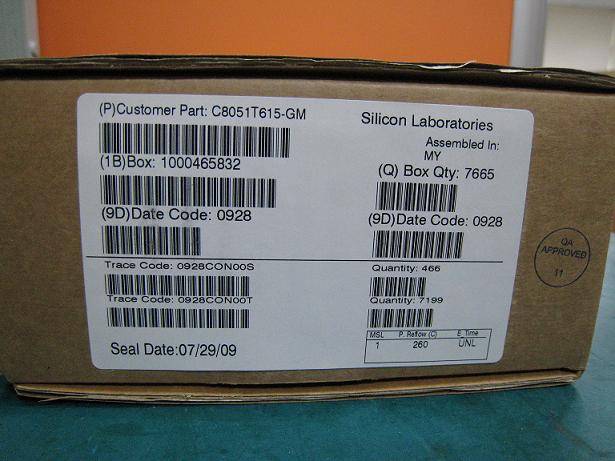 (P)Customer Part: C8051T615-GM
Silicon Laboratories
Assembled In:
MY
(1B)Box: 1000465832
(Q) Box Qty: 7665
(9D)Date Code: 0928
(9D)Date Code: 0928
Trace Code: 0928CON00S
Quantity: 466
Trace Code: 0928CON00T
Quantity: 7199
MSL P. Reflow (C) E. Time
1 260 UNL
Seal Date:07/29/09
QA
APPROVED
11